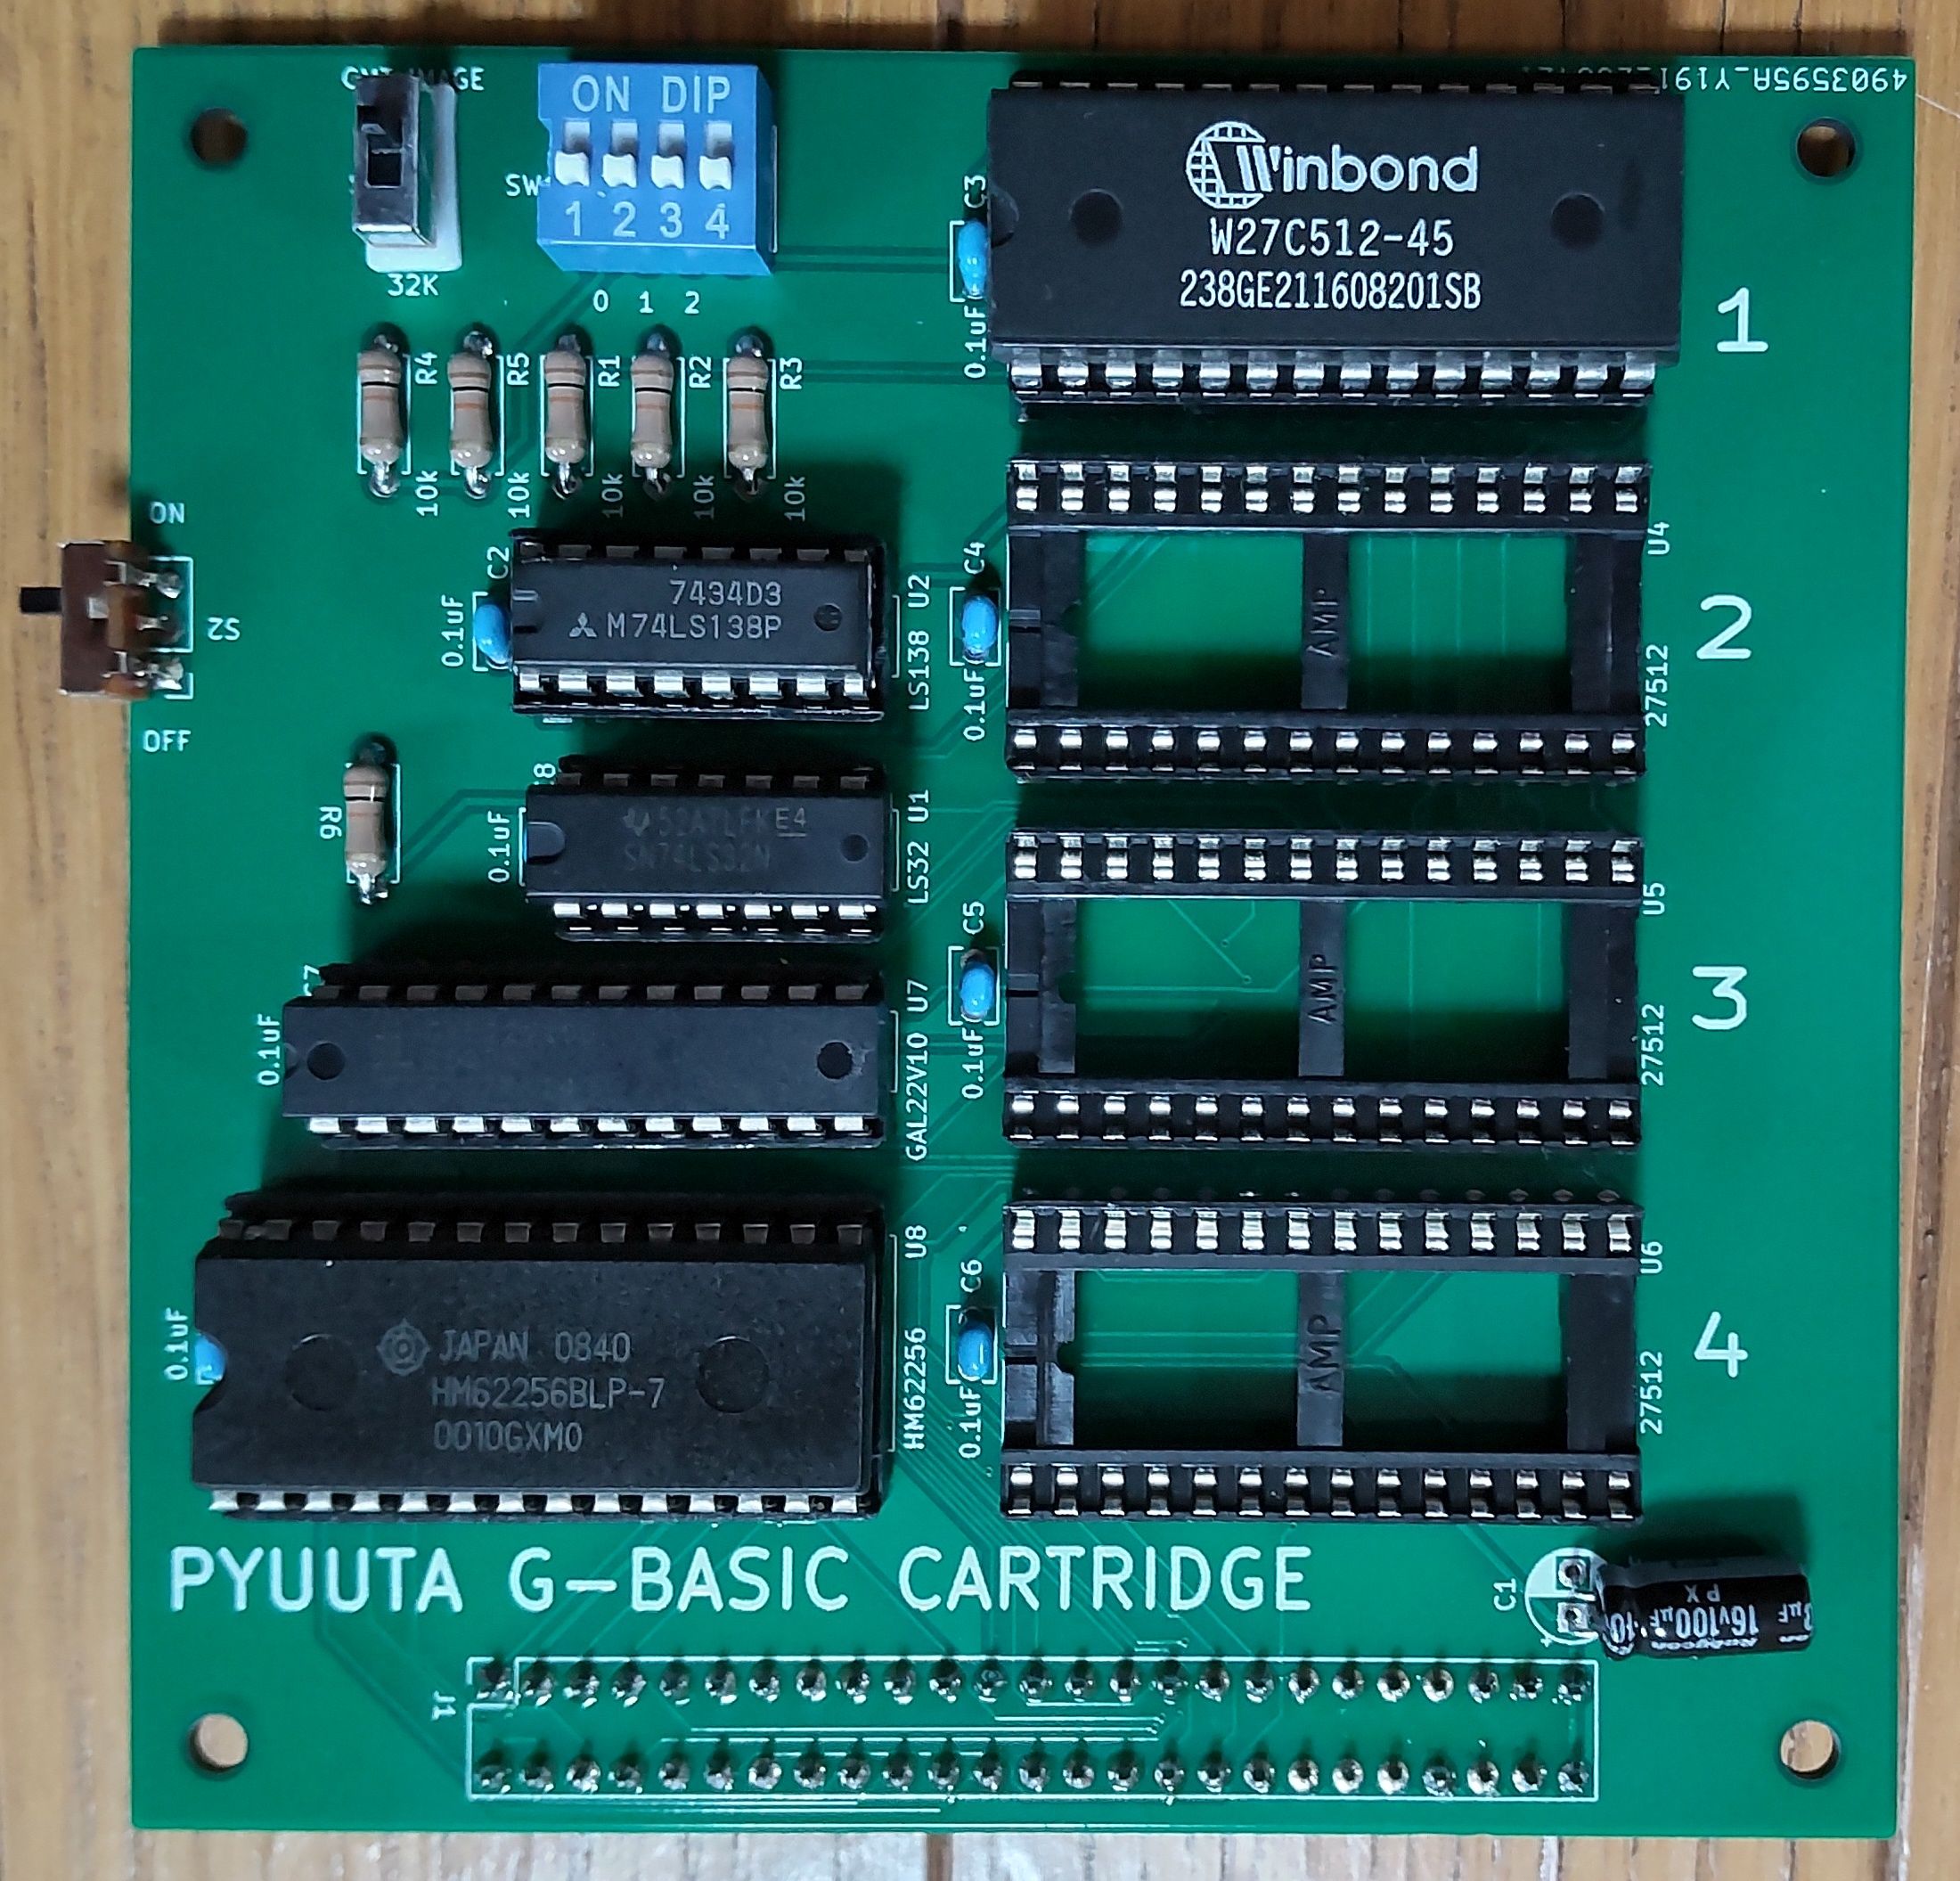 ON DIP
1 2 3 4
32K
0 1 2
R4
R5
R1
R2
R3
10k
10k
10k
10k
10k
C3
0.1uF
Winbond
W27C512-45
238GE211608201SB
1
4903595A_Y191
ON
S2
OFF
C2
0.1uF
7434D3
M74LS138P
LS138 U2
C4
0.1uF
AMP
U4
27512
2
R6
0.1uF
E4
SN74LS32N
LS32 U1
C5
0.1uF
AMP
U5
27512
3
0.1uF
GAL22V10 U7
0.1uF
JAPAN 0840
HM62256BLP-7
0010GXM0
HM62256 U8
C6
0.1uF
AMP
U6
27512
4
PYUUTA G-BASIC CARTRIDGE
C1
16V100µF
PX
Rubycon
J1